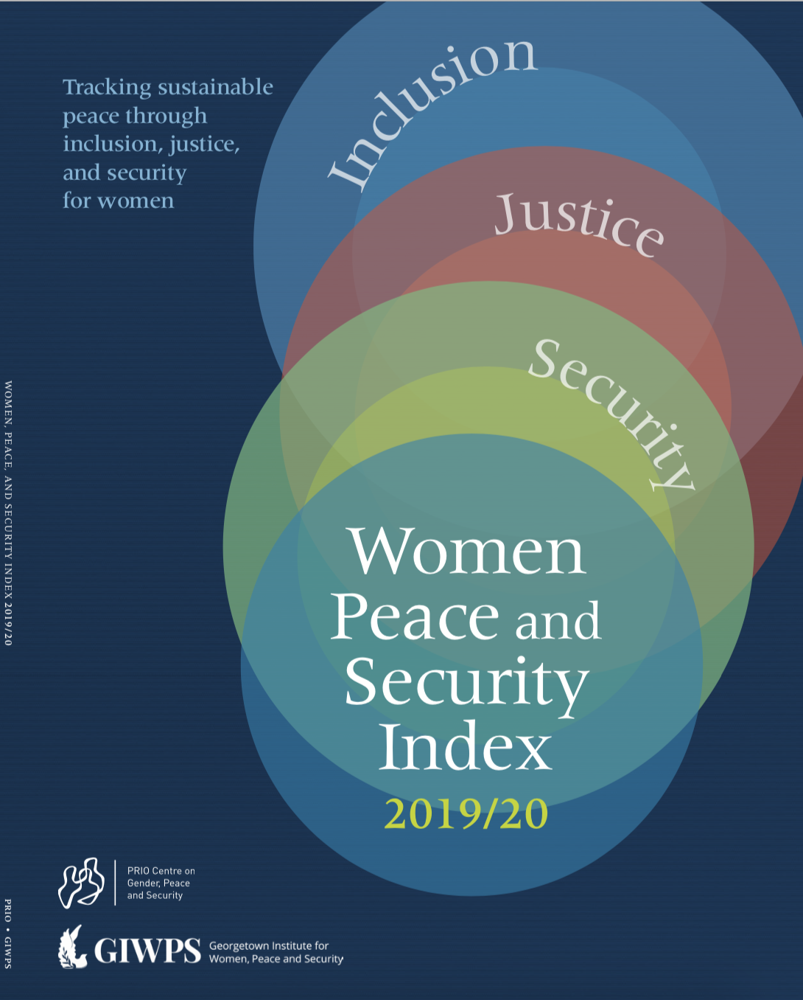 Tracking sustainable
peace through
inclusion, justice,
and security
for women
Inclusion
Justice
Security
Women
Peace and
Security
Index
2019/20
WOMEN, PEACE, AND SECURITY INDEX 2019/20
PRIO • GIWPS
PRIO Centre on
Gender, Peace
and Security
GIWPS
Georgetown Institute for
Women, Peace and Security